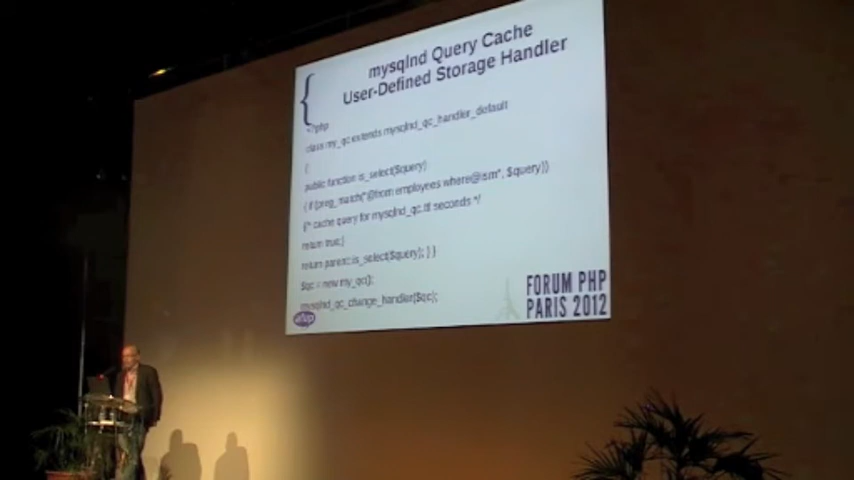 mysqlnd Query Cache
User-Defined Storage Handler
{
<?php
class my_qc extends mysqlnd_qc_handler_default
{
public function is_select($query)
{ if (preg_match("@from employees where@ism", $query))
{/* cache query for mysqlnd_qc.ttl seconds */
return true;}
return parent::is_select($query); } }
$qc = new my_qc();
mysqlnd_qc_change_handler($qc);
afup
FORUM PHP
PARIS 2012